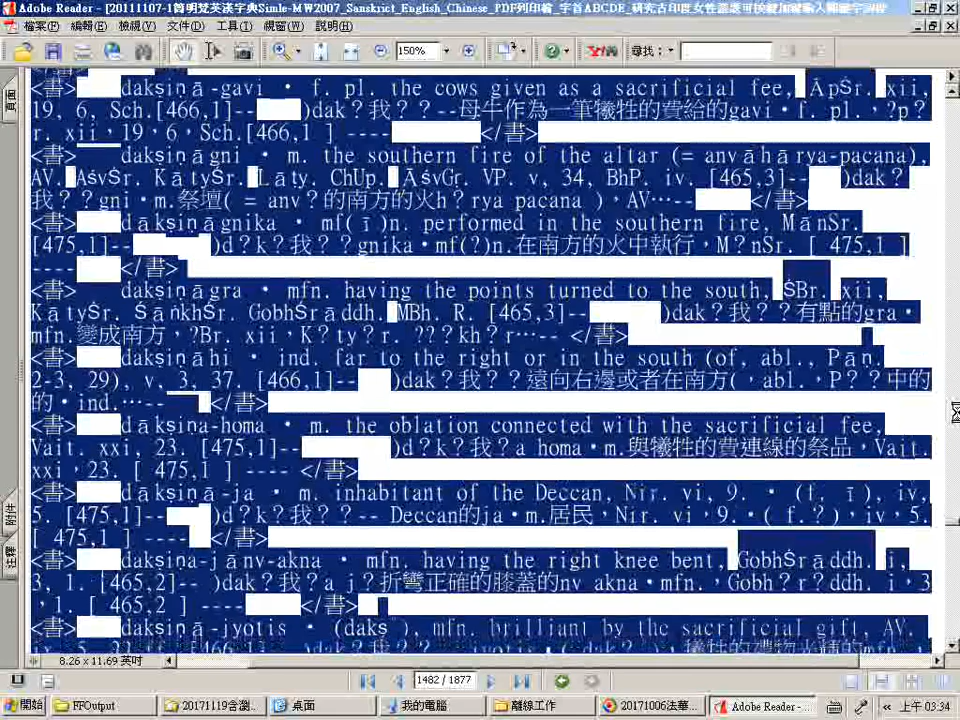 Adobe Reader - [20111107-1簡明梵英漢字典Simle-MW2007_Sanskrict_English_Chinese_PDF列印檔_字首ABCDE_研究古印度女性
檔案(F) 編輯(E) 檢視(V) 文件(D) 工具(T) 視窗(W) 說明(H)
150% 尋找：
<書> dakṣiṇā-gavi • f. pl. the cows given as a sacrificial fee, ĀpŚr. xii,
19, 6, Sch.[466,1]-- )dak？我？？--母牛作為一筆犧牲的費給的gavi • f. pl.，?p？
r. xii，19，6，Sch.[466,1 ] ---- </書>
<書> dakṣiṇāgni • m. the southern fire of the altar (= anvāhārya-pacana),
AV. ĀśvŚr. KātyŚr. Lāṭy. ChUp. ĀśvGṛ. VP. v, 34, BhP. iv. [465,3]-- )dak？
我？？gni • m.祭壇( = anv？的南方的火h？rya pacana )，AV…-- </書>
<書> dākṣiṇāgnika mf(ī)n. performed in the southern fire, MānŚr.
[475,1]-- )d？k？我？？gnika • mf(?)n.在南方的火中執行，M？nSr. [ 475,1 ]
---- </書>
<書> dakṣiṇāgra • mfn. having the points turned to the south, ŚBr. xii,
KātyŚr. ŚāṅkhŚr. GobhŚrāddh. MBh. R. [465,3]-- )dak？我？？有點的gra •
mfn.變成南方，?Br. xii，K？ty？r. ???kh？r…-- </書>
<書> dakṣiṇāhi • ind. far to the right or in the south (of, abl., Pāṇ.
2-3, 29), v, 3, 37. [466,1]-- )dak？我？？遠向右邊或者在南方(，abl.，P？？中的
的 • ind.…-- </書>
<書> dākṣiṇa-homa • m. the oblation connected with the sacrificial fee,
Vait. xxi, 23. [475,1]-- )d？k？我？a homa • m.與犧牲的費連線的祭品，Vait.
xxi，23. [ 475,1 ] ---- </書>
<書> dākṣiṇā-ja • m. inhabitant of the Deccan, Nir. vi, 9. • (f. ī), iv,
5. [475,1]-- )d？k？我？？-- Deccan的ja • m.居民，Nir. vi，9. • ( f.？)，iv，5.
[ 475,1 ] ---- </書>
<書> dakṣiṇa-jānv-akna • mfn. having the right knee bent, GobhŚrāddh. i,
3, 1. [465,2]-- )dak？我？a j？折彎正確的膝蓋的nv akna • mfn.，Gobh？r？ddh. i，3
，1. [ 465,2 ] ---- </書>
<書> dakṣiṇā-jyotis • (daks°), mfn. brilliant by the sacrificial gift, AV.
頁面
附件
註釋
8.26 x 11.69 英吋
1482 / 1877
開始 FFOutput 20171119含瀏... 桌面 我的電腦 離線工作 20171006法華... Adobe Reader -... 上午 03:34